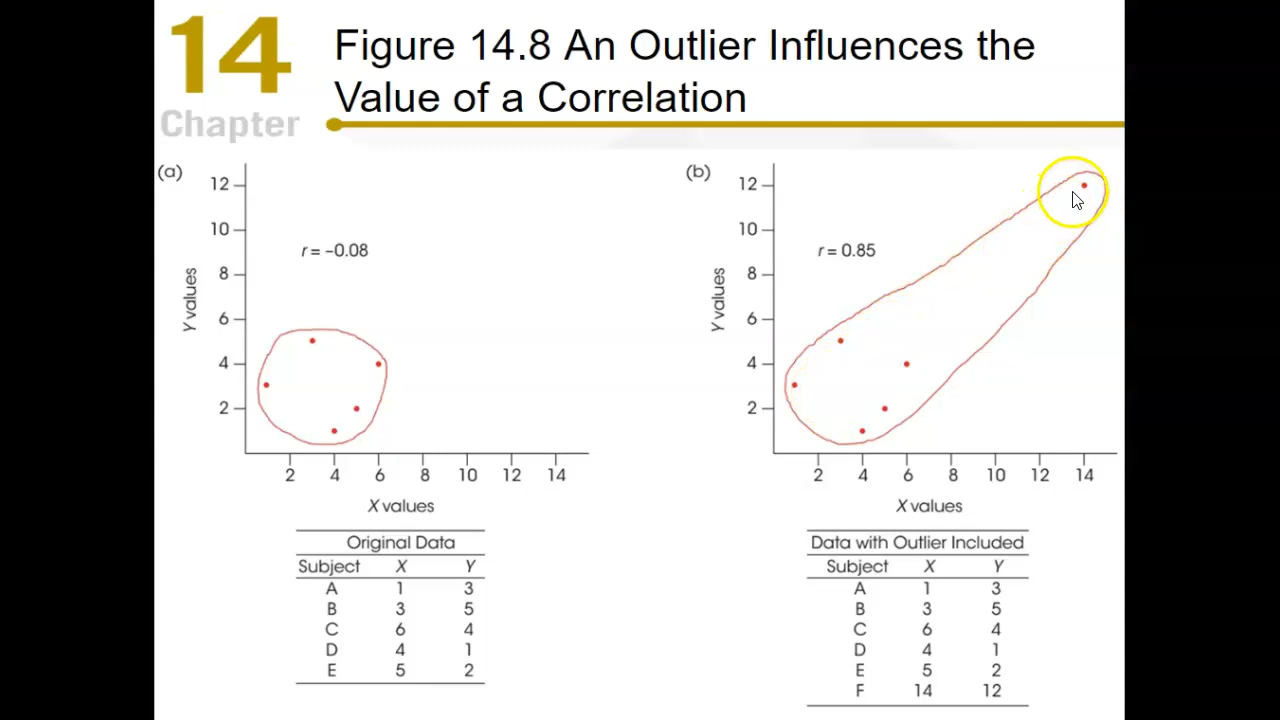 14
Chapter
Figure 14.8 An Outlier Influences the
Value of a Correlation
(a)
12
10
8
6
4
2
Y values
r = −0.08
2 4 6 8 10 12 14
X values
Original Data
Subject X Y
A 1 3
B 3 5
C 6 4
D 4 1
E 5 2
(b)
12
10
8
6
4
2
Y values
r = 0.85
2 4 6 8 10 12 14
X values
Data with Outlier Included
Subject X Y
A 1 3
B 3 5
C 6 4
D 4 1
E 5 2
F 14 12